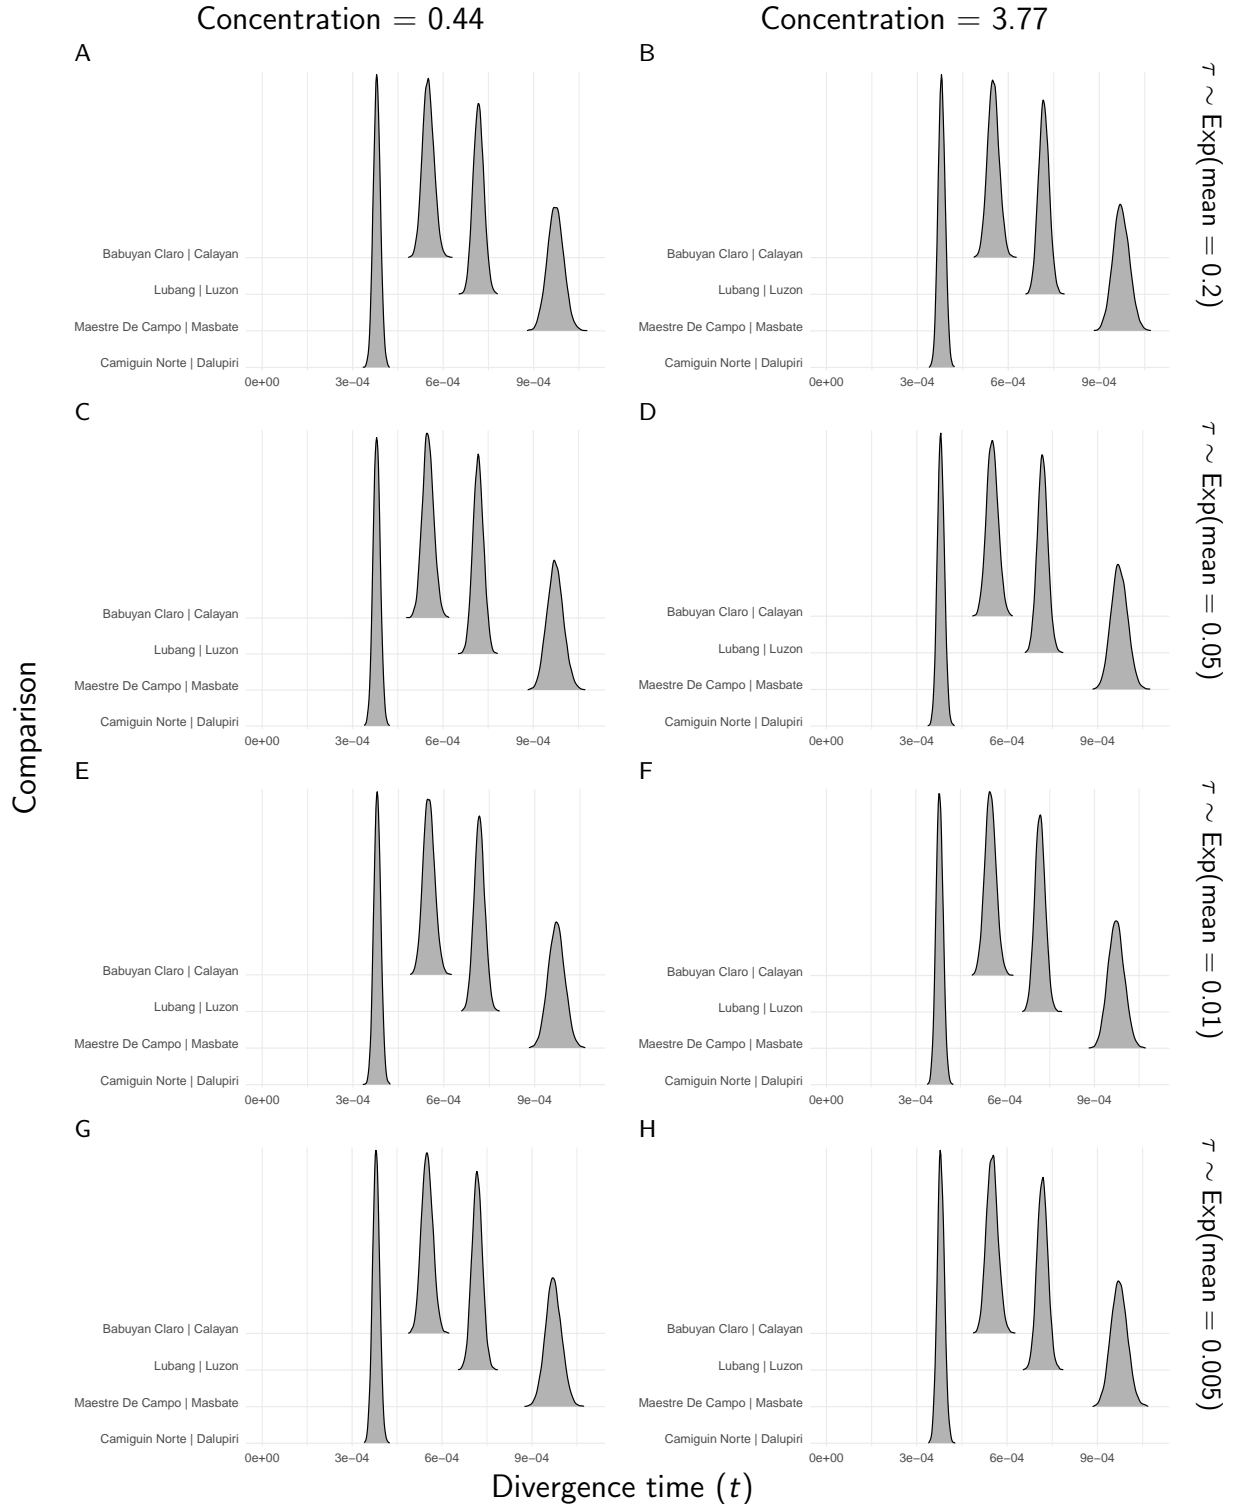 Concentration = 0.44
Concentration = 3.77
A
Babuyan Claro | Calayan
Lubang | Luzon
Maestre De Campo | Masbate
Camiguin Norte | Dalupiri
0e+00 3e−04 6e−04 9e−04
B
Babuyan Claro | Calayan
Lubang | Luzon
Maestre De Campo | Masbate
Camiguin Norte | Dalupiri
0e+00 3e−04 6e−04 9e−04
τ ∼ Exp(mean = 0.2)
C
Babuyan Claro | Calayan
Lubang | Luzon
Maestre De Campo | Masbate
Camiguin Norte | Dalupiri
0e+00 3e−04 6e−04 9e−04
D
Babuyan Claro | Calayan
Lubang | Luzon
Maestre De Campo | Masbate
Camiguin Norte | Dalupiri
0e+00 3e−04 6e−04 9e−04
τ ∼ Exp(mean = 0.05)
Comparison
E
Babuyan Claro | Calayan
Lubang | Luzon
Maestre De Campo | Masbate
Camiguin Norte | Dalupiri
0e+00 3e−04 6e−04 9e−04
F
Babuyan Claro | Calayan
Lubang | Luzon
Maestre De Campo | Masbate
Camiguin Norte | Dalupiri
0e+00 3e−04 6e−04 9e−04
τ ∼ Exp(mean = 0.01)
G
Babuyan Claro | Calayan
Lubang | Luzon
Maestre De Campo | Masbate
Camiguin Norte | Dalupiri
0e+00 3e−04 6e−04 9e−04
H
Babuyan Claro | Calayan
Lubang | Luzon
Maestre De Campo | Masbate
Camiguin Norte | Dalupiri
0e+00 3e−04 6e−04 9e−04
τ ∼ Exp(mean = 0.005)
Divergence time (t)